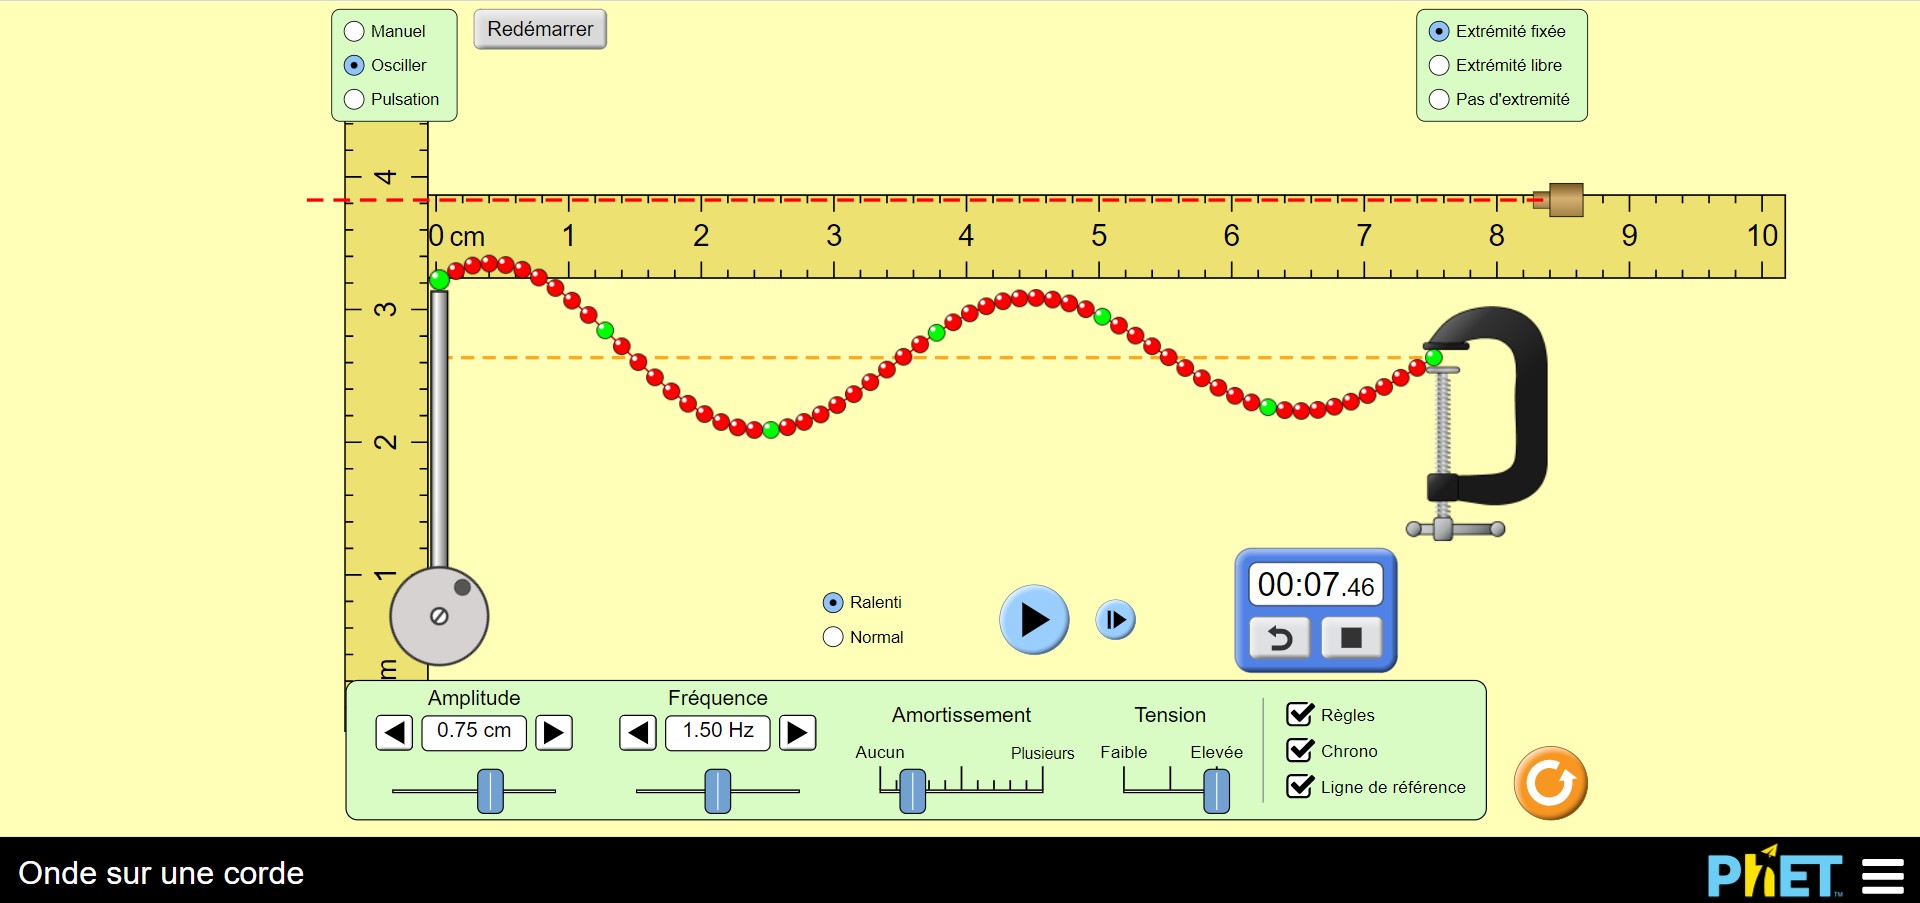 Manuel
Osciller
Pulsation
Redémarrer
Extrémité fixée
Extrémité libre
Pas d'extremité
4
3
2
1
m
0 cm 1 2 3 4 5 6 7 8 9 10
Ralenti
Normal
00:07.46
Amplitude
0.75 cm
Fréquence
1.50 Hz
Amortissement
Aucun
Plusieurs
Tension
Faible
Elevée
Règles
Chrono
Ligne de référence
Onde sur une corde
PhET